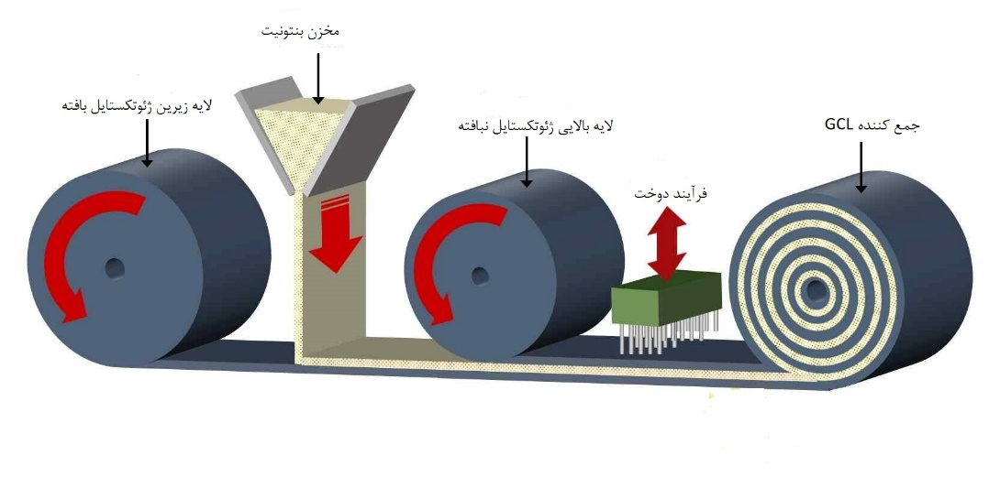 مخزن بنتونیت
لایه زیرین ژئوتکستایل بافته
لایه بالایی ژئوتکستایل نبافته
جمع کننده GCL
فرآیند دوخت